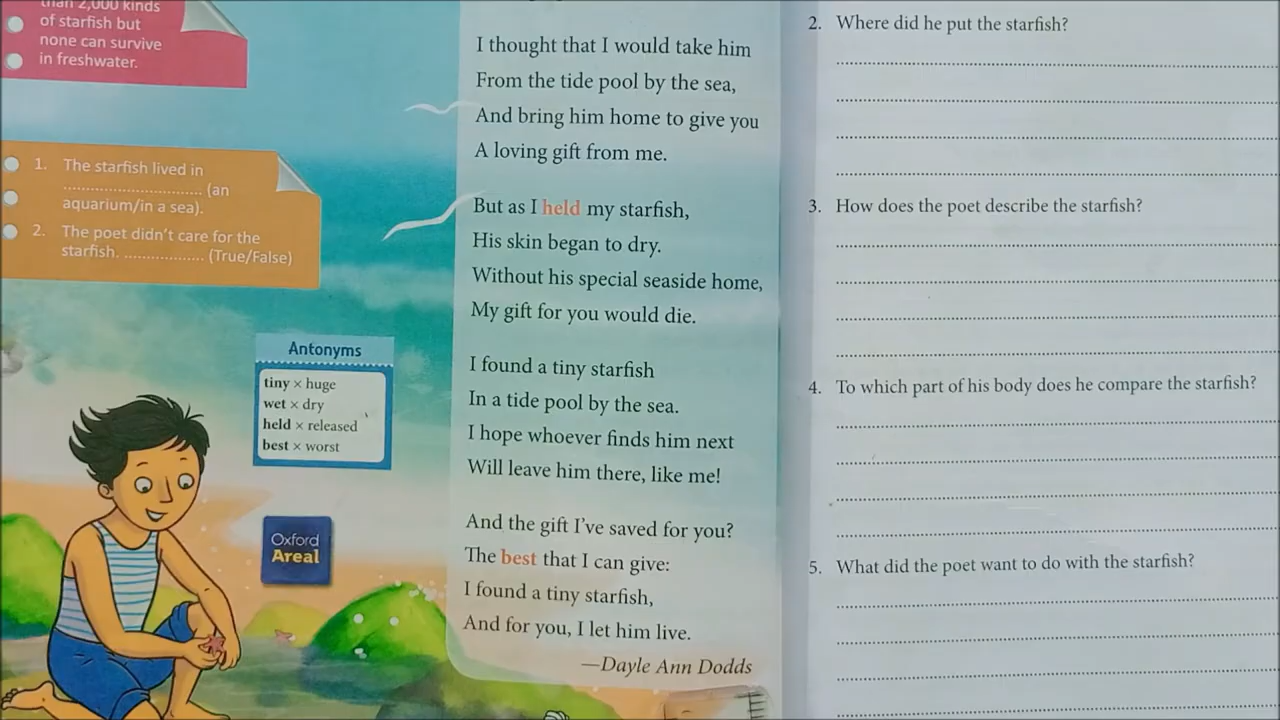 than 2,000 kinds
of starfish but
none can survive
in freshwater.
1. The starfish lived in
.............................. (an
aquarium/in a sea).
2. The poet didn't care for the
starfish. .................. (True/False)
Antonyms
tiny × huge
wet × dry
held × released
best × worst
Oxford
Areal
I thought that I would take him
From the tide pool by the sea,
And bring him home to give you
A loving gift from me.
But as I held my starfish,
His skin began to dry.
Without his special seaside home,
My gift for you would die.
I found a tiny starfish
In a tide pool by the sea.
I hope whoever finds him next
Will leave him there, like me!
And the gift I've saved for you?
The best that I can give:
I found a tiny starfish,
And for you, I let him live.
—Dayle Ann Dodds
2. Where did he put the starfish?
3. How does the poet describe the starfish?
4. To which part of his body does he compare the starfish?
5. What did the poet want to do with the starfish?